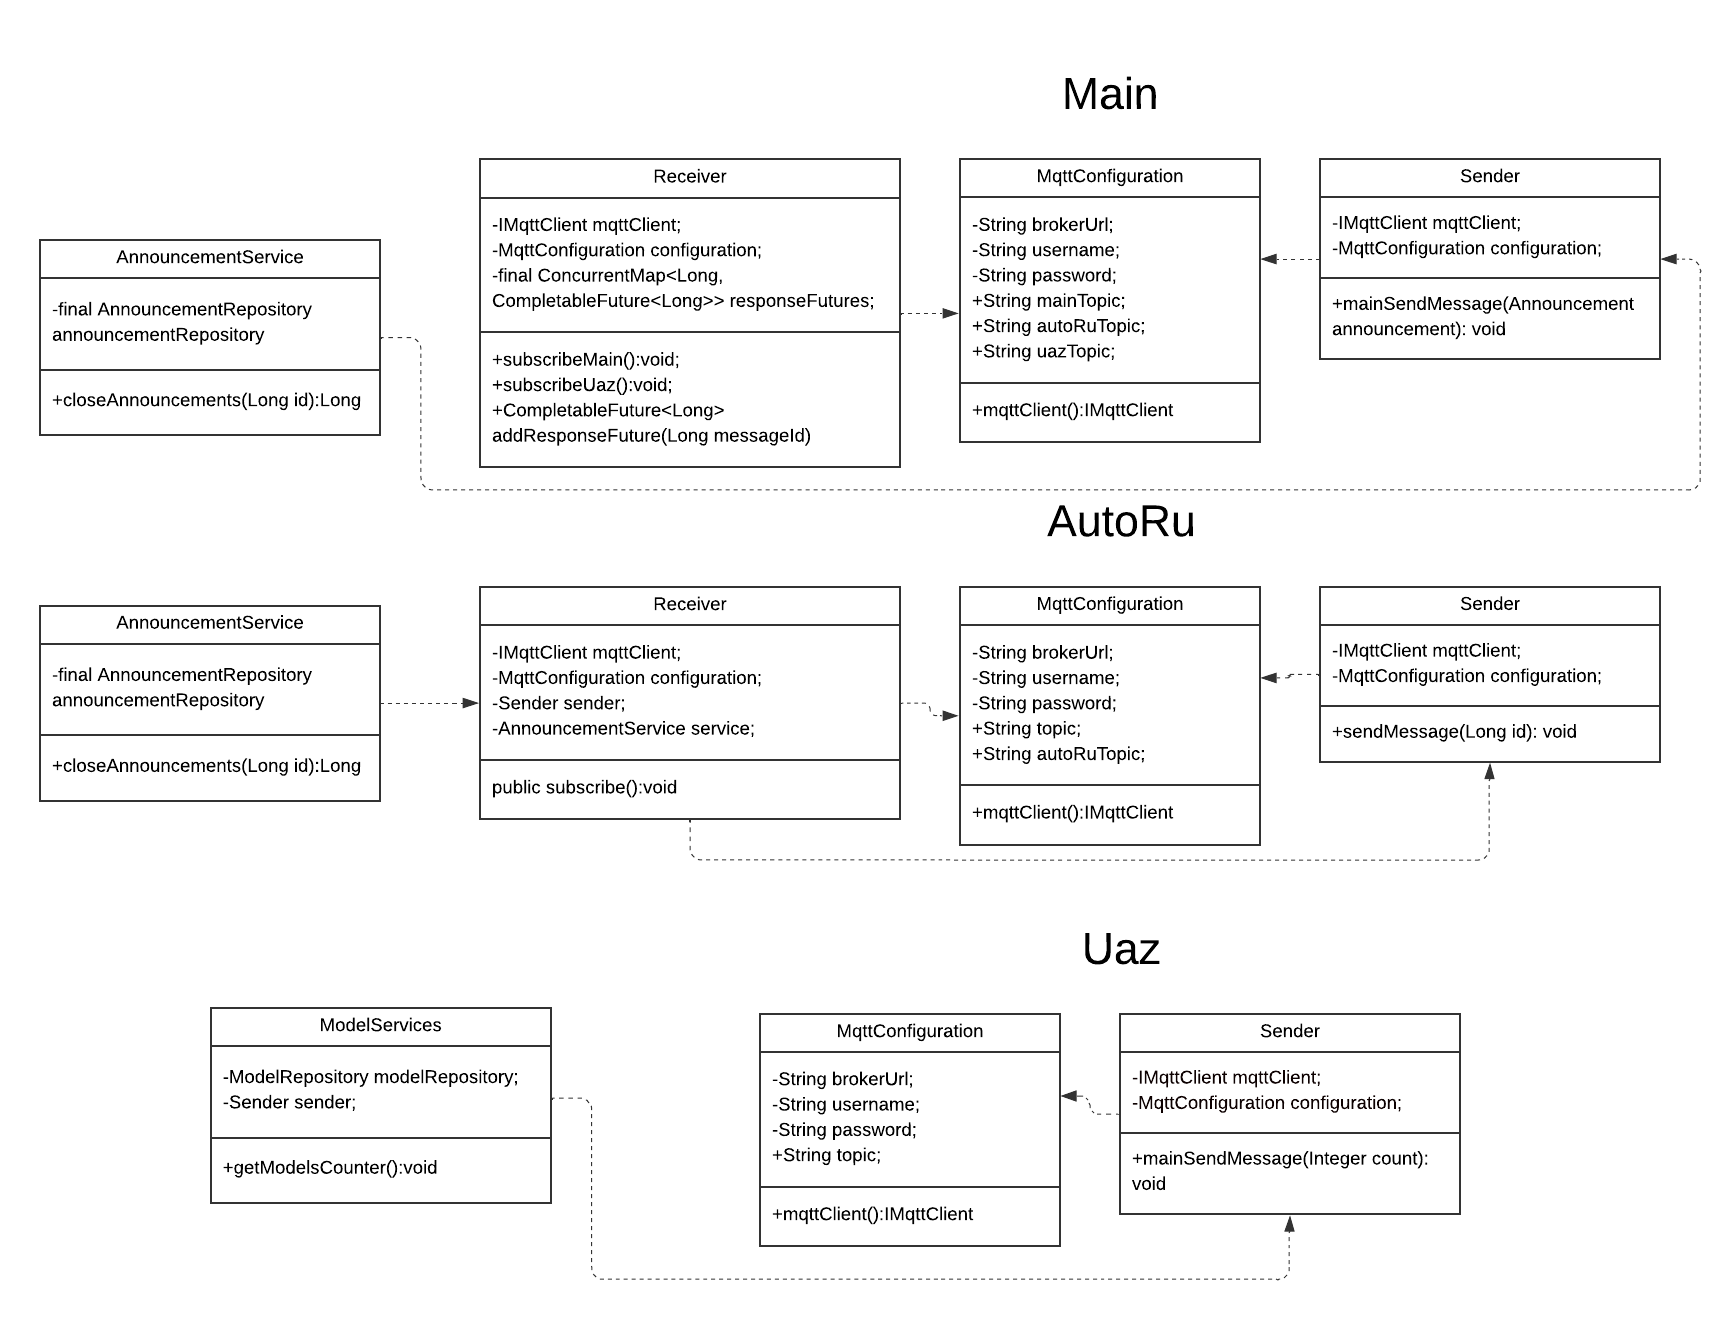 Main
AnnouncementService
-final AnnouncementRepository
announcementRepository
+closeAnnouncements(Long id):Long
Receiver
-IMqttClient mqttClient;
-MqttConfiguration configuration;
-final ConcurrentMap<Long,
CompletableFuture<Long>> responseFutures;
+subscribeMain():void;
+subscribeUaz():void;
+CompletableFuture<Long>
addResponseFuture(Long messageId)
MqttConfiguration
-String brokerUrl;
-String username;
-String password;
+String mainTopic;
+String autoRuTopic;
+String uazTopic;
+mqttClient():IMqttClient
Sender
-IMqttClient mqttClient;
-MqttConfiguration configuration;
+mainSendMessage(Announcement
announcement): void
AutoRu
AnnouncementService
-final AnnouncementRepository
announcementRepository
+closeAnnouncements(Long id):Long
Receiver
-IMqttClient mqttClient;
-MqttConfiguration configuration;
-Sender sender;
-AnnouncementService service;
public subscribe():void
MqttConfiguration
-String brokerUrl;
-String username;
-String password;
+String topic;
+String autoRuTopic;
+mqttClient():IMqttClient
Sender
-IMqttClient mqttClient;
-MqttConfiguration configuration;
+sendMessage(Long id): void
Uaz
ModelServices
-ModelRepository modelRepository;
-Sender sender;
+getModelsCounter():void
MqttConfiguration
-String brokerUrl;
-String username;
-String password;
+String topic;
+mqttClient():IMqttClient
Sender
-IMqttClient mqttClient;
-MqttConfiguration configuration;
+mainSendMessage(Integer count):
void